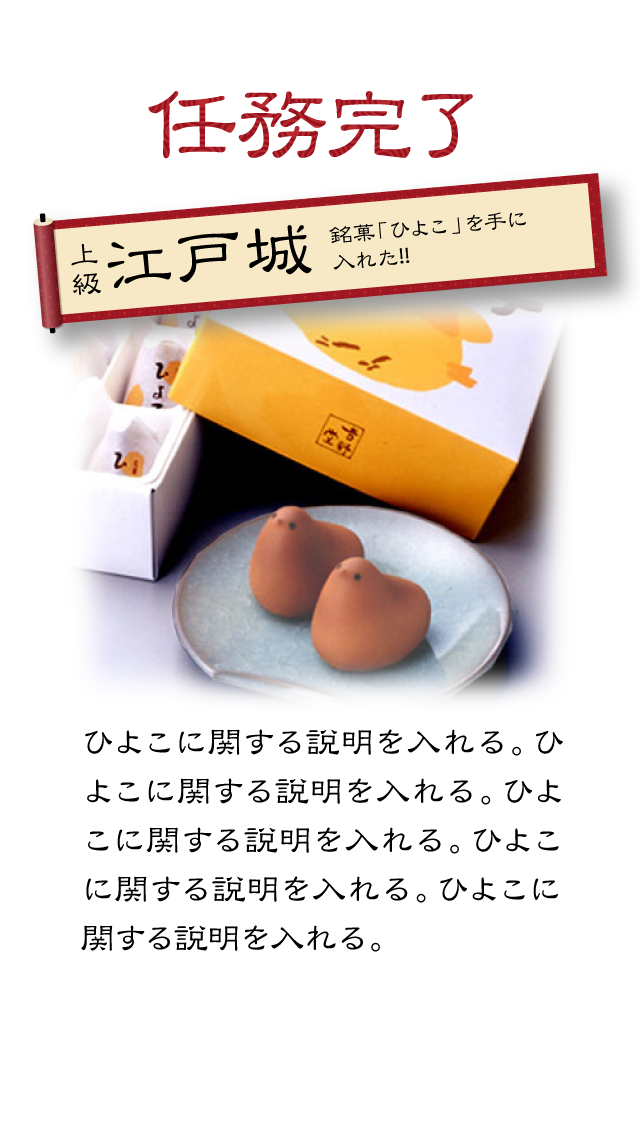 任務完了
上級
江戸城
銘菓「ひよこ」を手に
入れた!!
ひよ
ひ
吉野堂
ひよこに関する説明を入れる。ひ
よこに関する説明を入れる。ひよ
こに関する説明を入れる。ひよこ
に関する説明を入れる。ひよこに
関する説明を入れる。